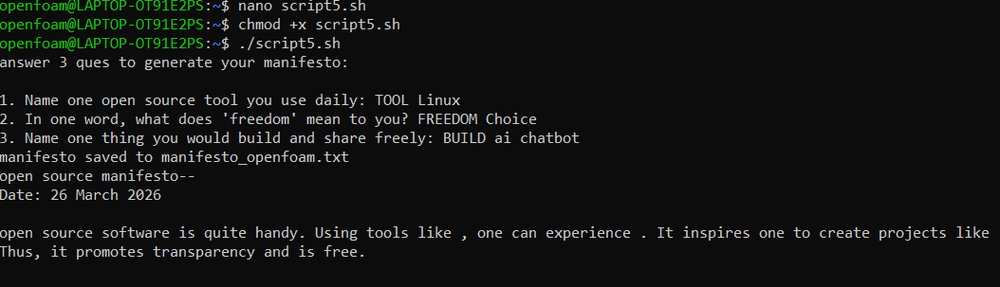 openfoam@LAPTOP-OT91E2PS:~$ nano script5.sh
openfoam@LAPTOP-OT91E2PS:~$ chmod +x script5.sh
openfoam@LAPTOP-OT91E2PS:~$ ./script5.sh
answer 3 ques to generate your manifesto:
1. Name one open source tool you use daily: TOOL Linux
2. In one word, what does 'freedom' mean to you? FREEDOM Choice
3. Name one thing you would build and share freely: BUILD ai chatbot
manifesto saved to manifesto_openfoam.txt
open source manifesto--
Date: 26 March 2026
open source software is quite handy. Using tools like , one can experience . It inspires one to create projects like
Thus, it promotes transparency and is free.